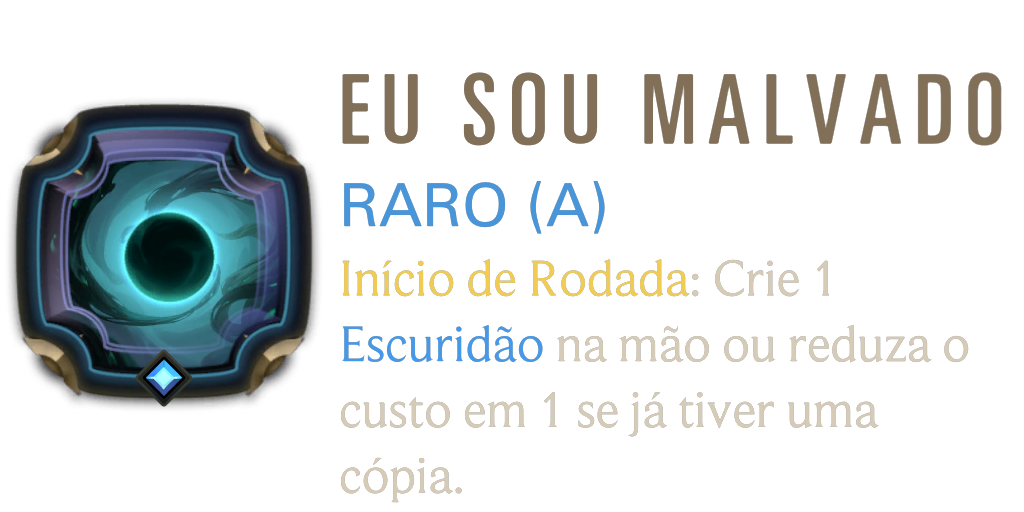 EU SOU MALVADO
RARO (A)
Início de Rodada: Crie 1
Escuridão na mão ou reduza o
custo em 1 se já tiver uma
cópia.